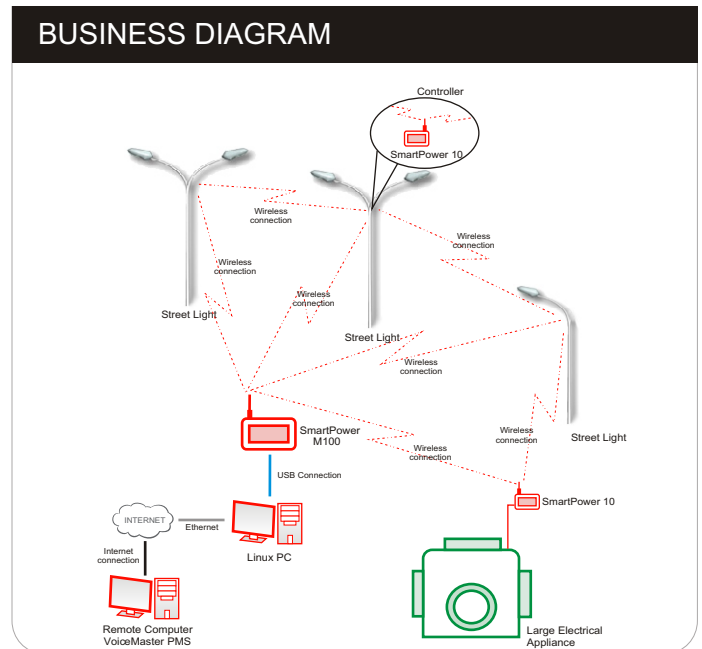 BUSINESS DIAGRAM
Controller
SmartPower 10
Wireless
connection
Wireless
connection
Wireless
connection
Wireless
connection
Street Light
Street Light
Wireless
connection
SmartPower
M100
Wireless
connection
Wireless
connection
Street Light
USB Connection
SmartPower 10
INTERNET
Ethernet
Linux PC
Internet
connection
Remote Computer
VoiceMaster PMS
Large Electrical
Appliance